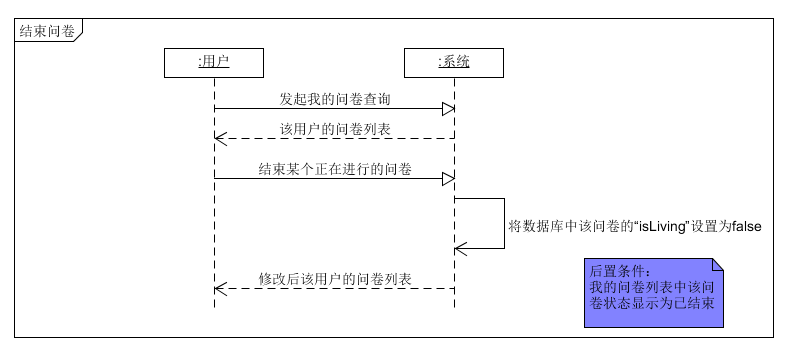 结束问卷
:用户
:系统
发起我的问卷查询
该用户的问卷列表
结束某个正在进行的问卷
将数据库中该问卷的“isLiving”设置为false
修改后该用户的问卷列表
后置条件：
我的问卷列表中该问
卷状态显示为已结束